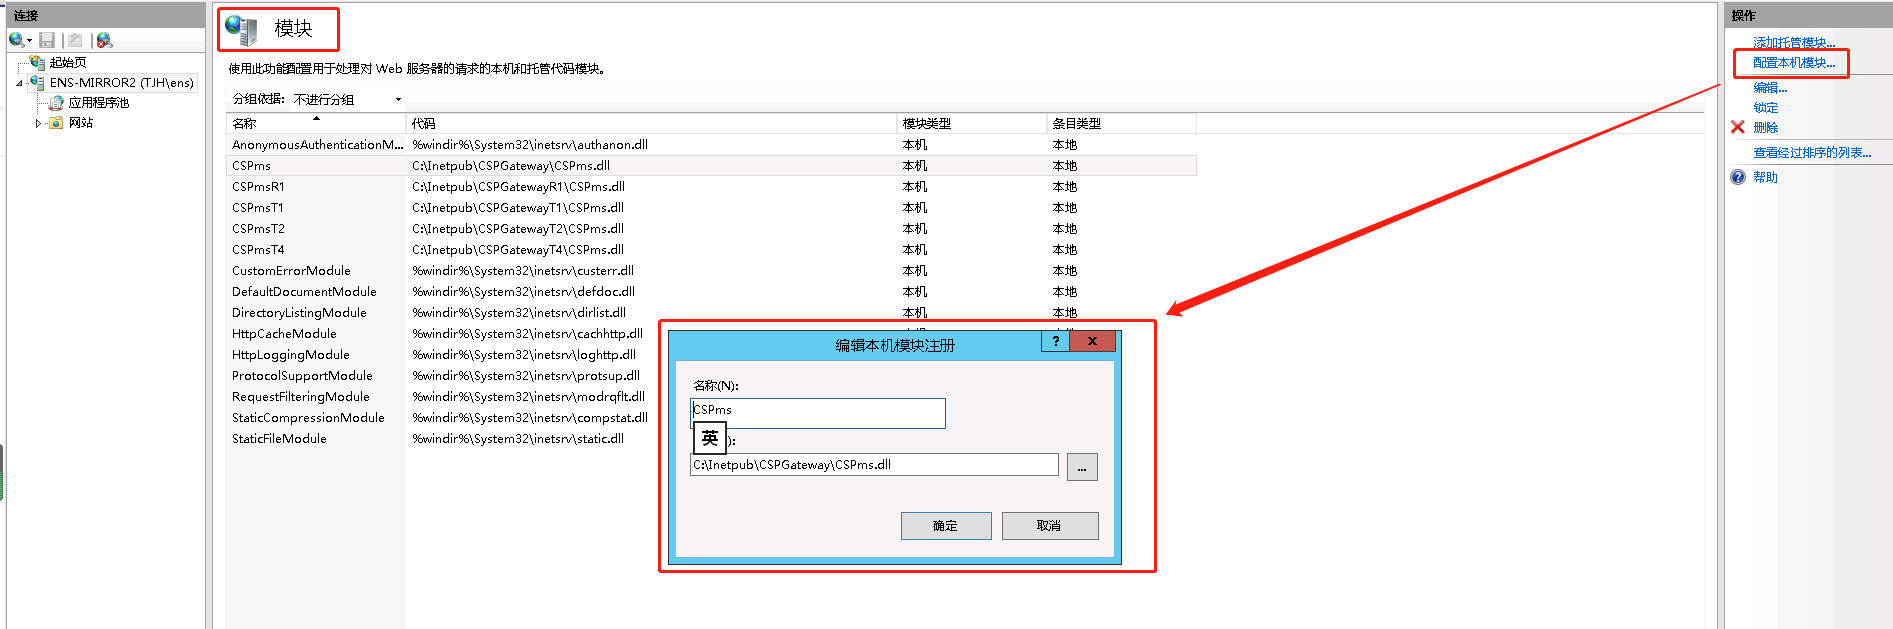 连接
起始页
ENS-MIRROR2 (TJH\ens)
应用程序池
网站
模块
使用此功能配置用于处理对 Web 服务器的请求的本机和托管代码模块。
分组依据: 不进行分组
名称 代码 模块类型 条目类型
AnonymousAuthenticationM... %windir%\System32\inetsrv\authanon.dll 本机 本地
CSPms C:\Inetpub\CSPGateway\CSPms.dll 本机 本地
CSPmsR1 C:\Inetpub\CSPGatewayR1\CSPms.dll 本机 本地
CSPmsT1 C:\Inetpub\CSPGatewayT1\CSPms.dll 本机 本地
CSPmsT2 C:\Inetpub\CSPGatewayT2\CSPms.dll 本机 本地
CSPmsT4 C:\Inetpub\CSPGatewayT4\CSPms.dll 本机 本地
CustomErrorModule %windir%\System32\inetsrv\custerr.dll 本机 本地
DefaultDocumentModule %windir%\System32\inetsrv\defdoc.dll 本机 本地
DirectoryListingModule %windir%\System32\inetsrv\dirlist.dll 本机 本地
HttpCacheModule %windir%\System32\inetsrv\cachhttp.dll
HttpLoggingModule %windir%\System32\inetsrv\loghttp.dll
ProtocolSupportModule %windir%\System32\inetsrv\protsup.dll
RequestFilteringModule %windir%\System32\inetsrv\modrqflt.dll
StaticCompressionModule %windir%\System32\inetsrv\compstat.dll
StaticFileModule %windir%\System32\inetsrv\static.dll
编辑本机模块注册 ? x
名称(N):
CSPms
英 ):
C:\Inetpub\CSPGateway\CSPms.dll ...
确定 取消
操作
添加托管模块...
配置本机模块...
编辑...
锁定
删除
查看经过排序的列表...
帮助